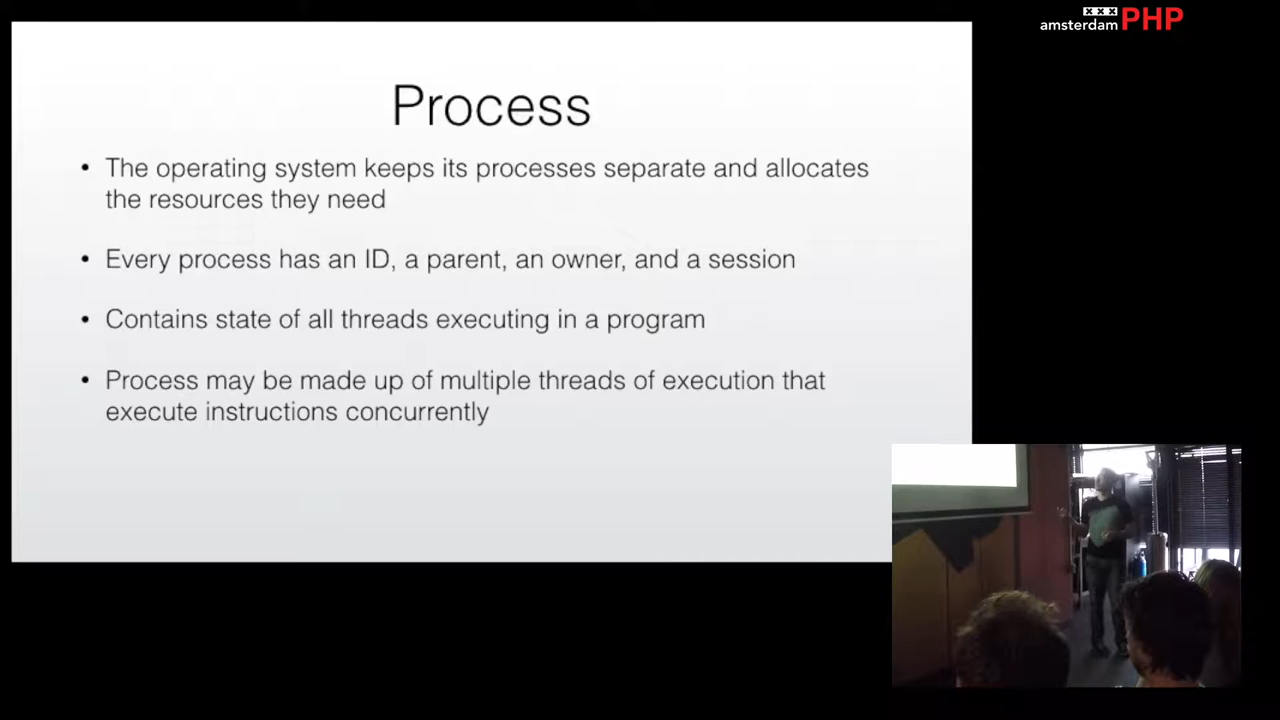 xxx
amsterdamPHP
Process
• The operating system keeps its processes separate and allocates
the resources they need
• Every process has an ID, a parent, an owner, and a session
• Contains state of all threads executing in a program
• Process may be made up of multiple threads of execution that
execute instructions concurrently